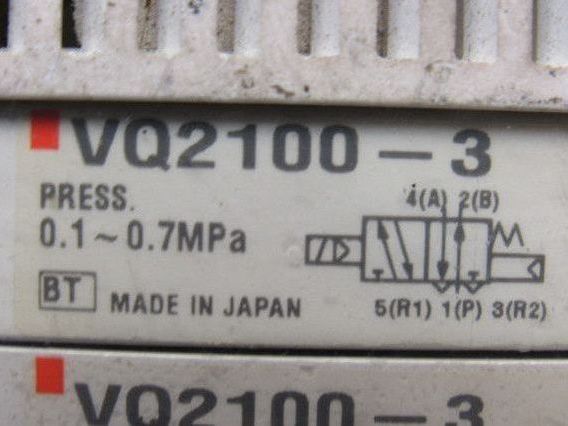 VQ2100-3
PRESS. 4(A) 2(B)
0.1~0.7MPa
BT MADE IN JAPAN 5(R1) 1(P) 3(R2)
VQ2100-3